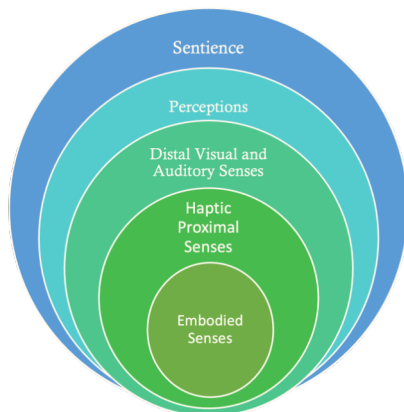 Sentience
Perceptions
Distal Visual and
Auditory Senses
Haptic
Proximal
Senses
Embodied
Senses